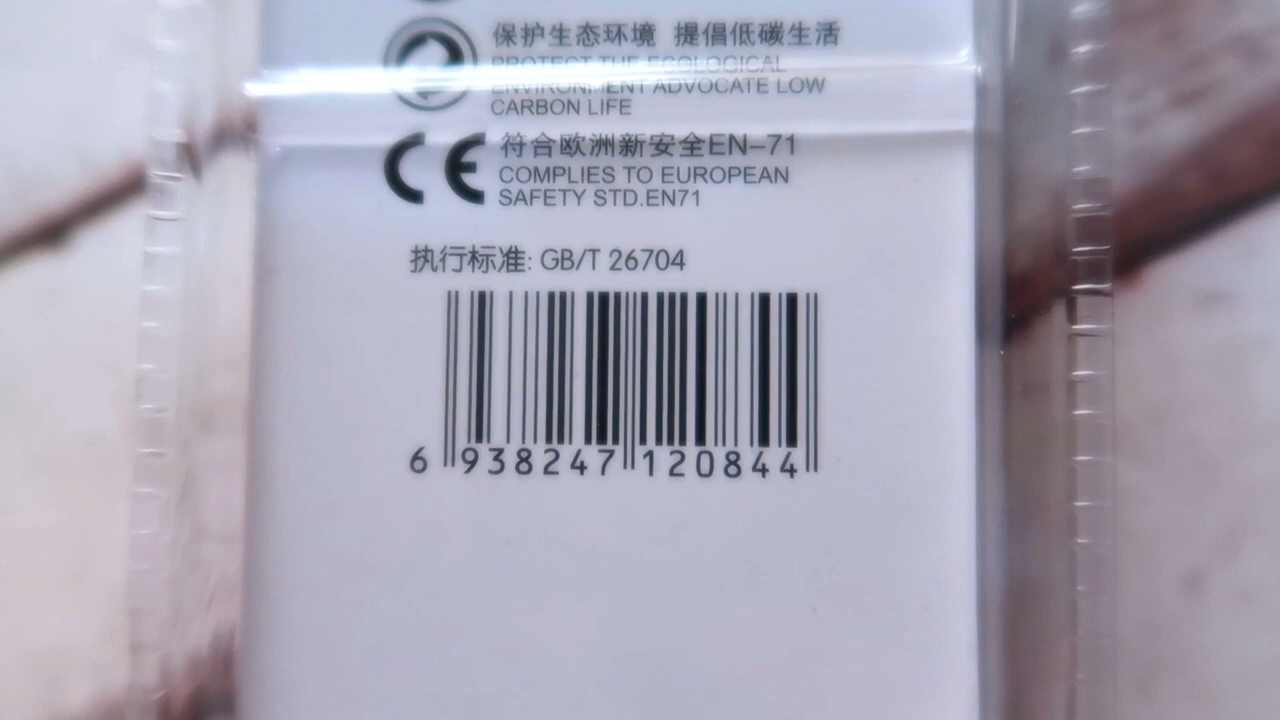 保护生态环境 提倡低碳生活
PROTECT THE ECOLOGICAL
ENVIRONMENT ADVOCATE LOW
CARBON LIFE
CE 符合欧洲新安全EN-71
COMPLIES TO EUROPEAN
SAFETY STD.EN71
执行标准: GB/T 26704
6 938247 120844